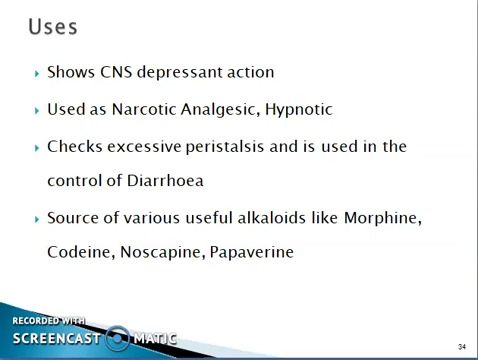 Uses
Shows CNS depressant action
Used as Narcotic Analgesic, Hypnotic
Checks excessive peristalsis and is used in the
control of Diarrhoea
Source of various useful alkaloids like Morphine,
Codeine, Noscapine, Papaverine
RECORDED WITH
SCREENCAST MATIC
34